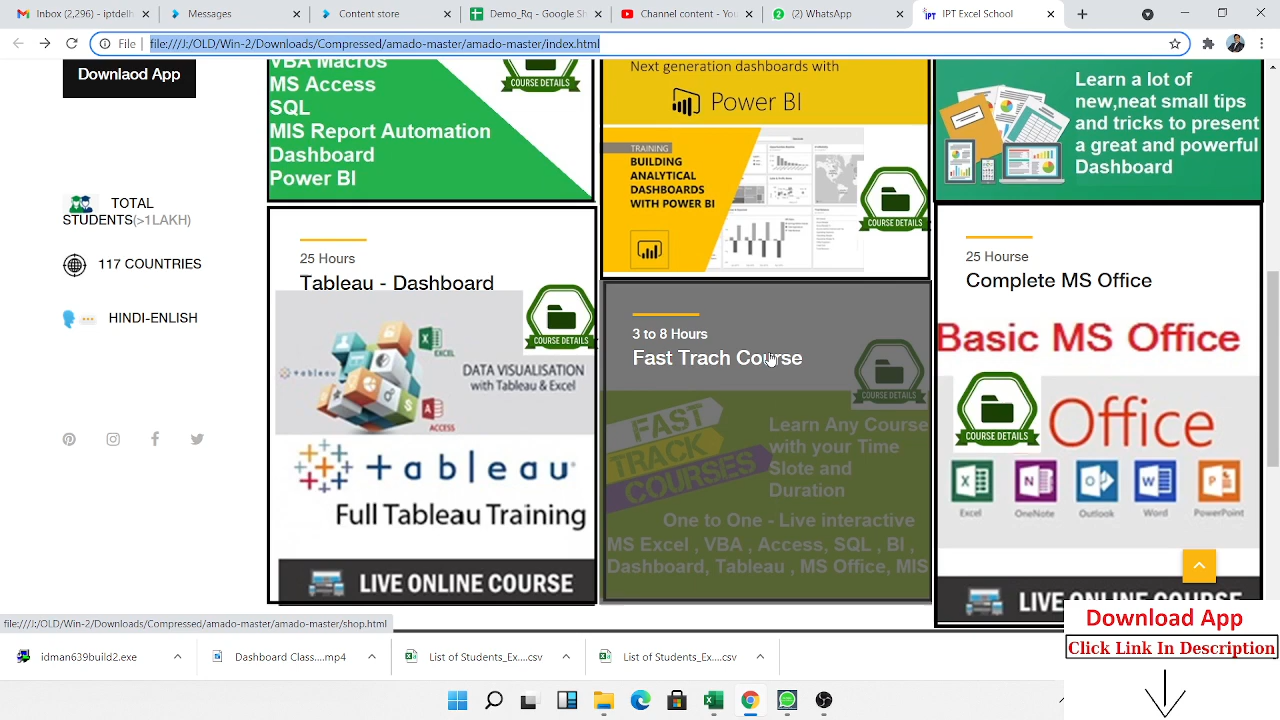 (1) 2,296) - iptdelh
Messages
Content store
Demo_Rq - Google S
Channel content - You
(2) WhatsApp
IPT
IPT Excel School
File
file:///J:/OLD/Win-2/Downloads/Compressed/amado-master/amado-master/index.html
Downlaod App
TOTAL
STUDENT(>1LAKH)
117 COUNTRIES
HINDI-ENLISH
VBA Macros
MS Access
SQL
MIS Report Automation
Dashboard
Power BI
COURSE DETAILS
Next generation dashboards with
Power BI
TRAINING
BUILDING
ANALYTICAL
DASHBOARDS
WITH POWER BI
COURSE DETAILS
Learn a lot of
new,neat small tips
and tricks to present
a great and powerful
Dashboard
25 Hours
Tableau - Dashboard
COURSE DETAILS
+ableau
EXCEL
ACCESS
DATA VISUALISATION
with Tableau & Excel
+ableau
Full Tableau Training
LIVE ONLINE COURSE
3 to 8 Hours
Fast Trach Course
COURSE DETAILS
FAST
TRACK
COURSES
Learn Any Course
with your Time
Slote and
Duration
One to One - Live interactive
MS Excel , VBA , Access, SQL , BI ,
Dashboard, Tableau , MS Office, MIS
25 Hourse
Complete MS Office
Basic MS Office
COURSE DETAILS
Office
Excel
OneNote
Outlook
Word
PowerPoint
LIVE ONLINE COURSE
file:///J:/OLD/Win-2/Downloads/Compressed/amado-master/amado-master/shop.html
idman639build2.exe
Dashboard Class....mp4
List of Students_Ex....csv
List of Students_Ex....csv
Download App
Click Link In Description